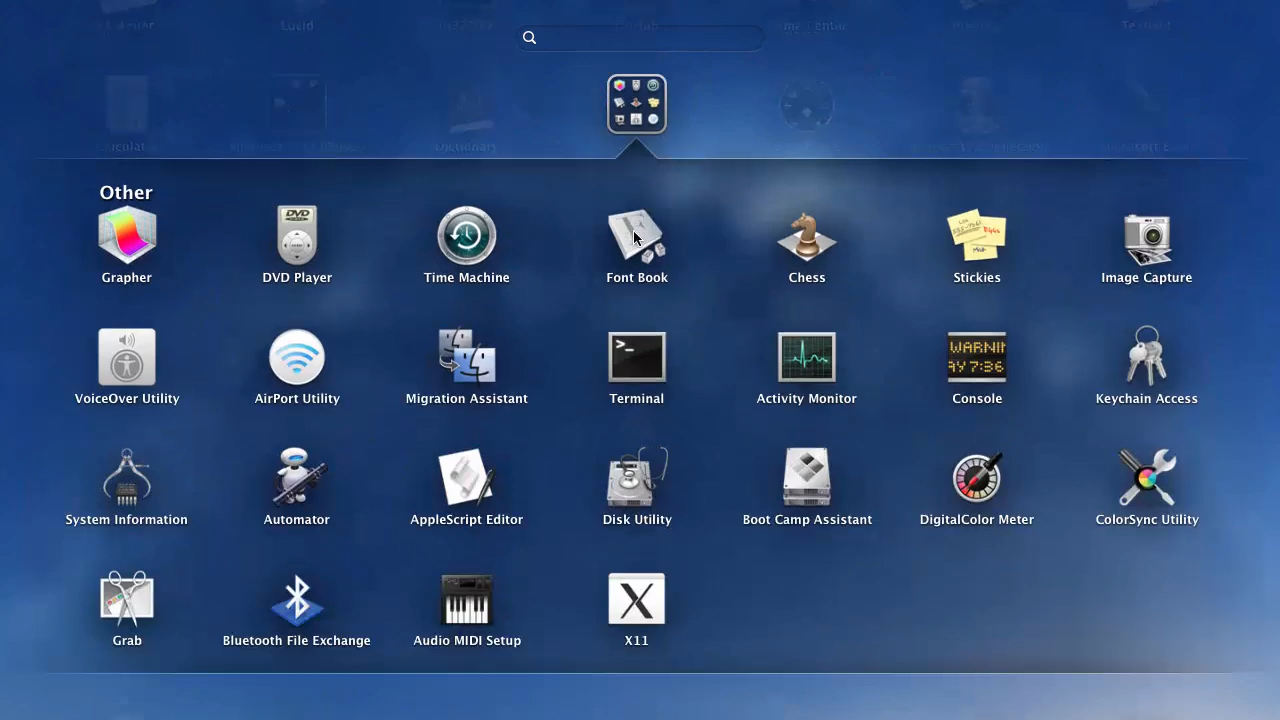 Lucid
Dictionary
Other
Grapher
DVD Player
Time Machine
Font Book
Chess
Stickies
Image Capture
VoiceOver Utility
AirPort Utility
Migration Assistant
Terminal
Activity Monitor
Console
Keychain Access
System Information
Automator
AppleScript Editor
Disk Utility
Boot Camp Assistant
DigitalColor Meter
ColorSync Utility
Grab
Bluetooth File Exchange
Audio MIDI Setup
X11